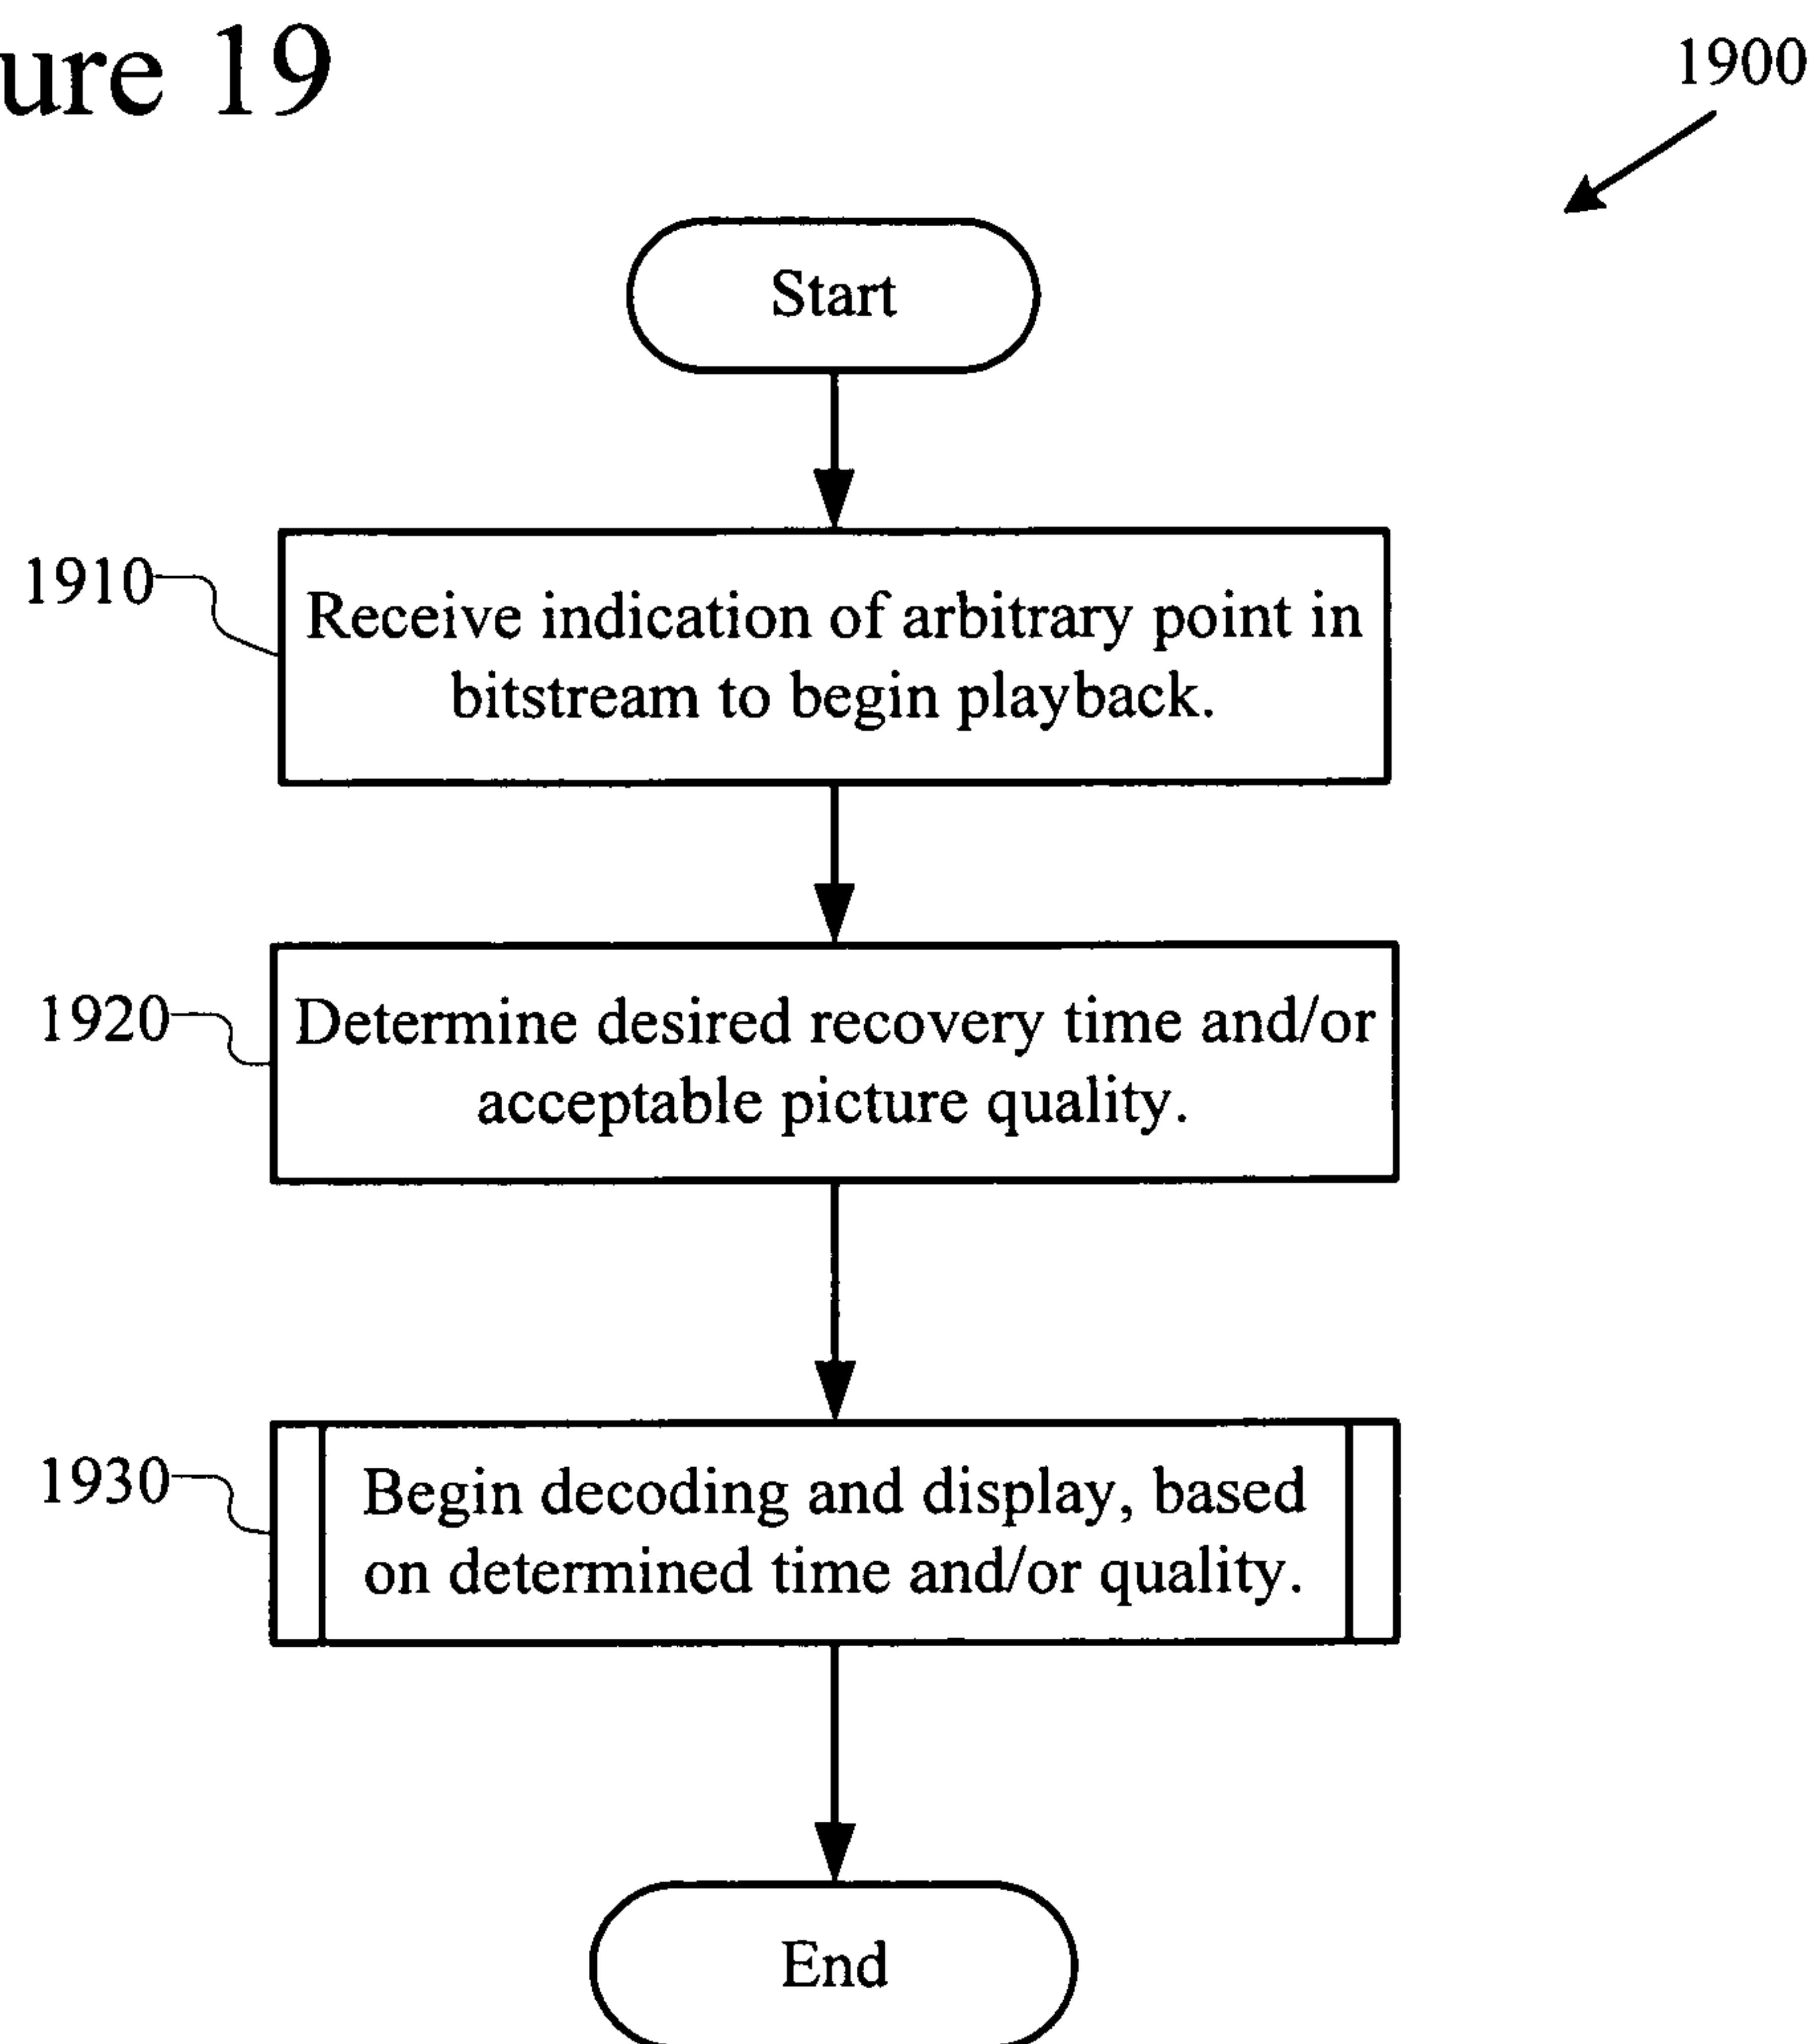 ure 19
1900
Start
1910
Receive indication of arbitrary point in
bitstream to begin playback.
1920
Determine desired recovery time and/or
acceptable picture quality.
1930
Begin decoding and display, based
on determined time and/or quality.
End